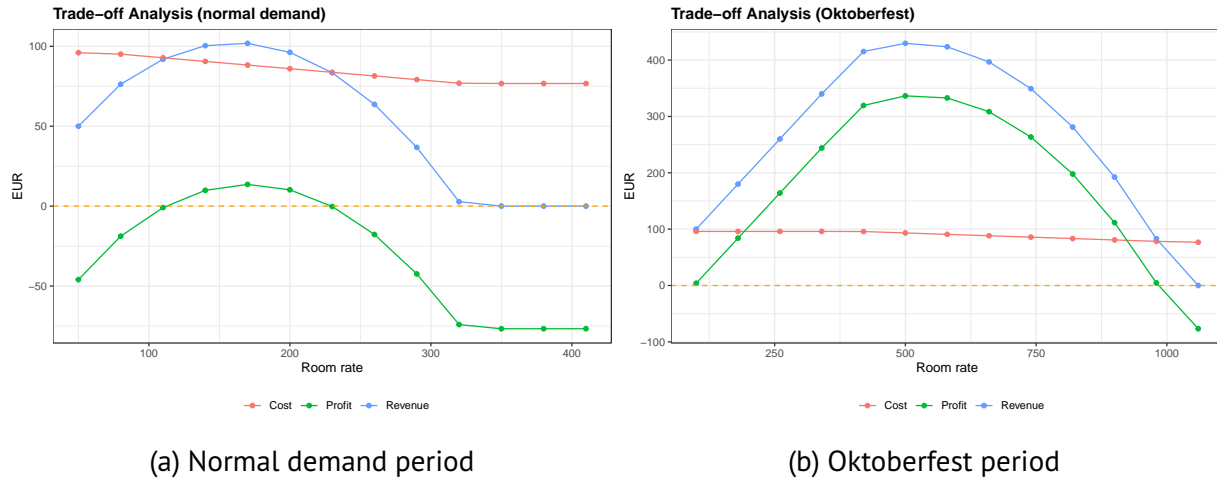 Trade−off Analysis (normal demand)
100
50
0
−50
EUR
100
200
300
400
Room rate
Cost
Profit
Revenue
(a) Normal demand period
Trade−off Analysis (Oktoberfest)
400
300
200
100
0
−100
EUR
250
500
750
1000
Room rate
Cost
Profit
Revenue
(b) Oktoberfest period